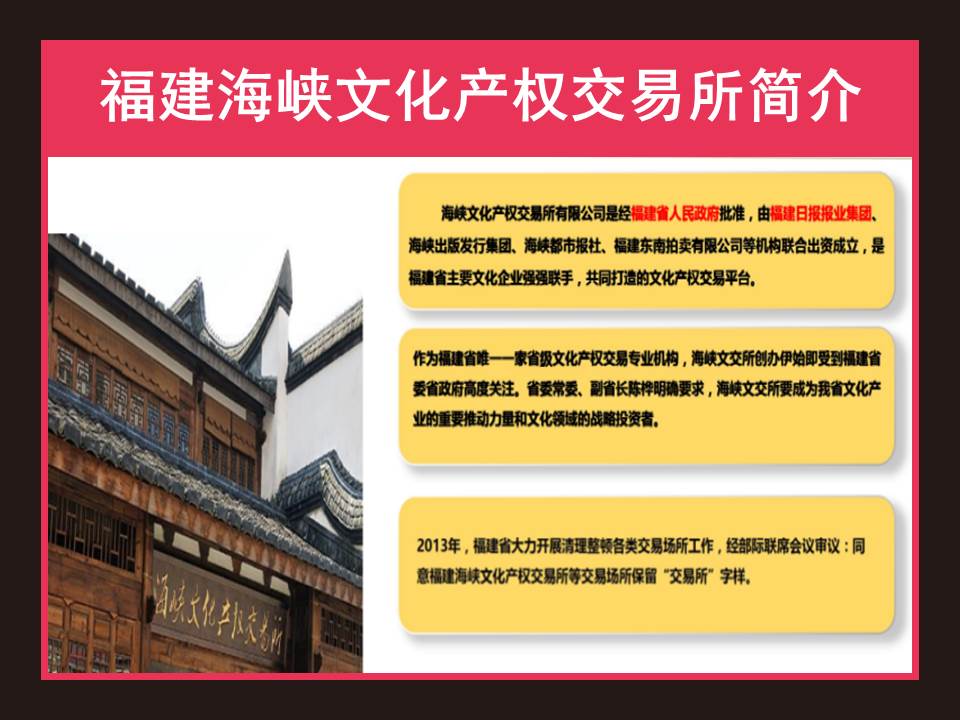 福建海峡文化产权交易所简介
海峡文化产权交易所有限公司是经福建省人民政府批准，由福建日报报业集团、
海峡出版发行集团、海峡都市报社、福建东南拍卖有限公司等机构联合出资成立，是
福建省主要文化企业强强联手，共同打造的文化产权交易平台。
作为福建省唯一一家省级文化产权交易专业机构，海峡文交所创办伊始即受到福建省
委省政府高度关注。省委常委、副省长陈桦明确要求，海峡文交所要成为我省文化产
业的重要推动力量和文化领域的战略投资者。
2013年，福建省大力开展清理整顿各类交易场所工作，经部际联席会议审议：同
意福建海峡文化产权交易所等交易场所保留“交易所”字样。
海峡文化产权交易所